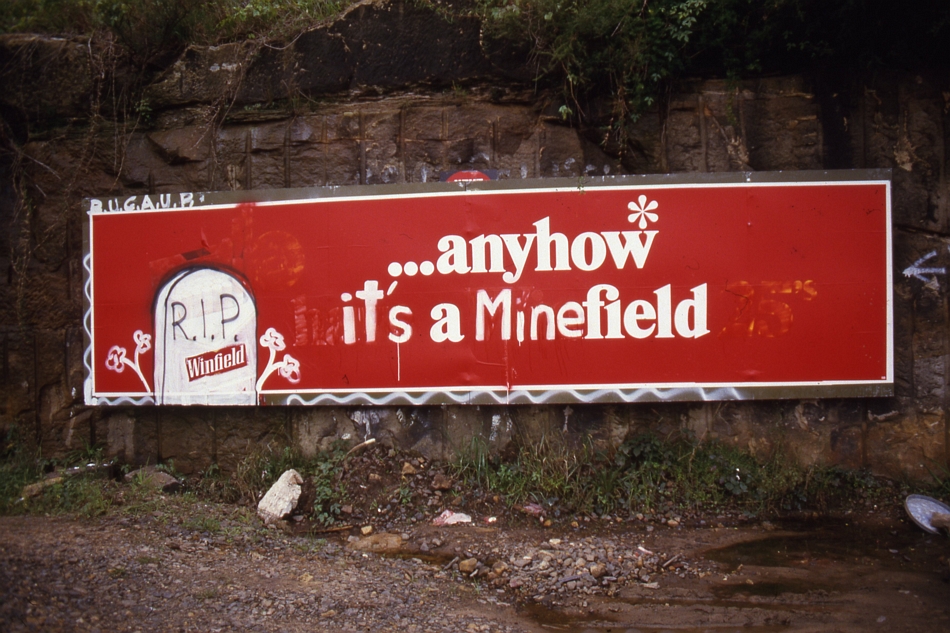 B.U.G.A.U.P.
...anyhow*
it's a Minefield
R.I.P.
Winfield